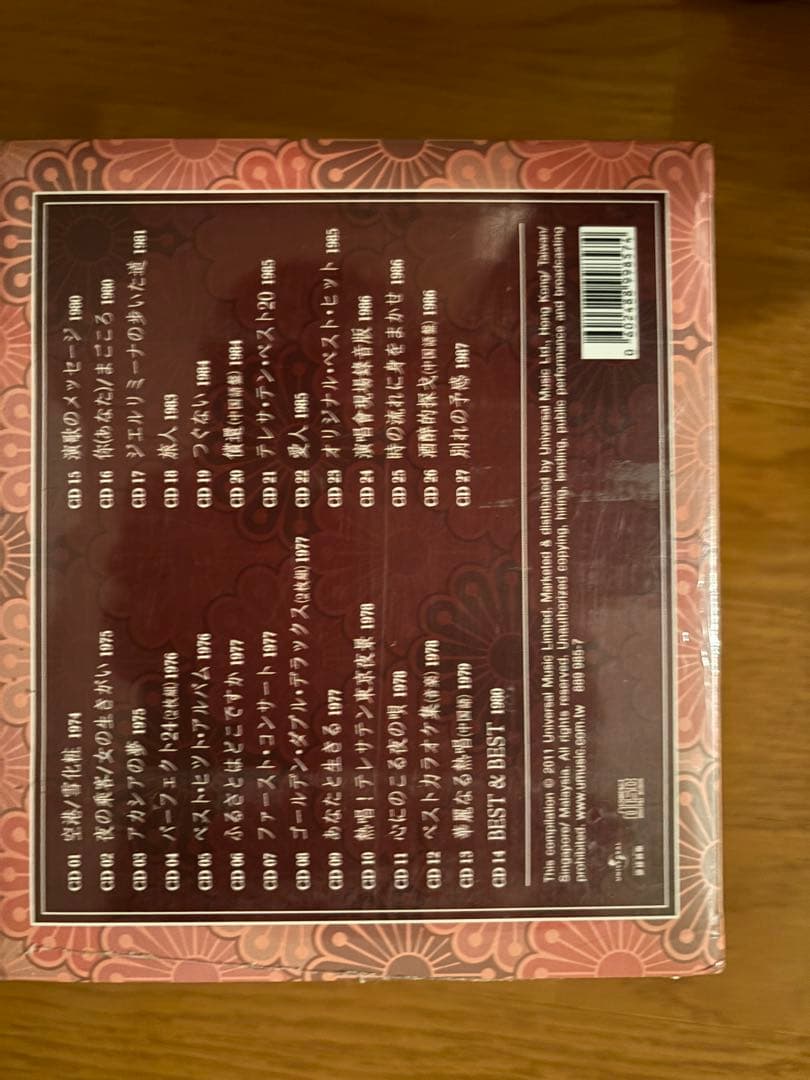 CD 01 空港/雪化粧 1974
CD 02 夜の乗客/女の生きがい 1975
CD 03 アカシアの夢 1975
CD 04 パーフェクト24(2枚組) 1976
CD 05 ベスト・ヒット・アルバム 1976
CD 06 ふるさとはどこですか 1977
CD 07 ファースト・コンサート 1977
CD 08 ゴールデン・ダブル・デラックス(2枚組) 1977
CD 09 あなたと生きる 1977
CD 10 熱唱!テレサテン東京夜景 1978
CD 11 心にのこる夜の唄 1978
CD 12 ベストカラオケ集 1978
CD 13 華麗なる熱唱(中国語) 1979
CD 14 BEST & BEST 1980
CD 15 演歌のメッセージ 1980
CD 16 你(あなた)/まごころ 1980
CD 17 ジェルソミーナの歩いた道 1981
CD 18 旅人 1983
CD 19 つぐない 1984
CD 20 償還(中国語盤) 1984
CD 21 テレサ・テン・ベスト20 1985
CD 22 愛人 1985
CD 23 オリジナル・ベスト・ヒット 1985
CD 24 演唱會現場錄音版 1986
CD 25 時の流れに身をまかせ 1986
CD 26 酒醉的探戈(中国語盤) 1986
CD 27 別れの予感 1987
This compilation © 2011 Universal Music Limited. Marketed & distributed by Universal Music Ltd., Hong Kong/ Taiwan/
Singapore/ Malaysia. All rights reserved. Unauthorized copying, hiring, lending, public performance and broadcasting
prohibited. www.umusic.com.tw 889 985-7
UNIVERSAL
環球音樂
0 602488 998574